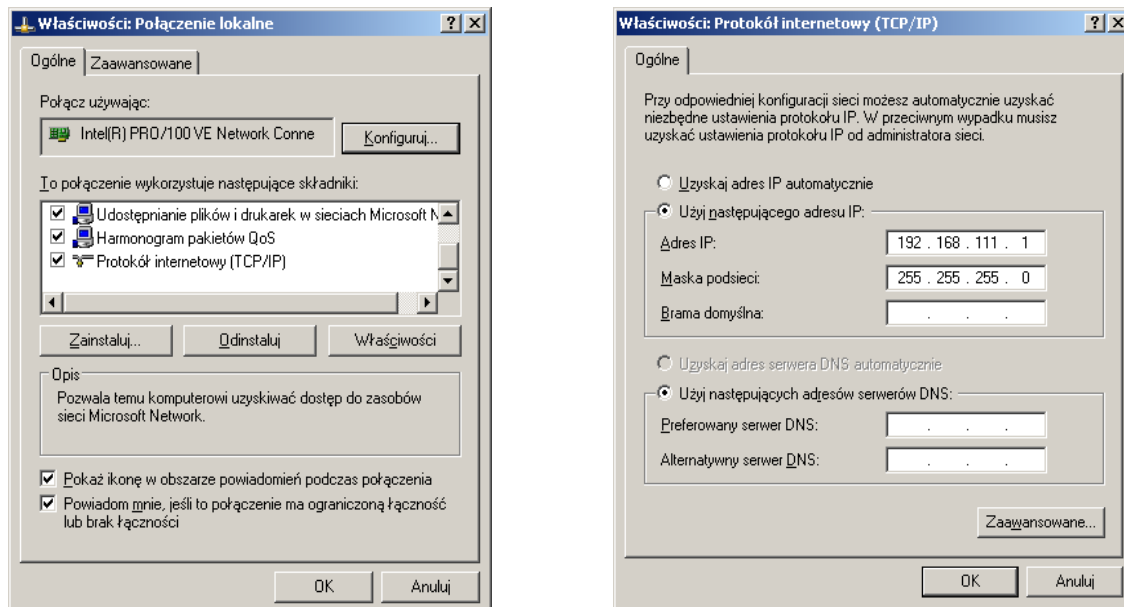 Właściwości: Połączenie lokalne
Ogólne
Zaawansowane
Połącz używając:
Intel(R) PRO/100 VE Network Conne
Konfiguruj...
To połączenie wykorzystuje następujące składniki:
Udostępnianie plików i drukarek w sieciach Microsoft N
Harmonogram pakietów QoS
Protokół internetowy (TCP/IP)
Zainstaluj...
Odinstaluj
Właściwości
Opis
Pozwala temu komputerowi uzyskiwać dostęp do zasobów
sieci Microsoft Network.
Pokaż ikonę w obszarze powiadomień podczas połączenia
Powiadom mnie, jeśli to połączenie ma ograniczoną łączność
lub brak łączności
OK
Anuluj
Właściwości: Protokół internetowy (TCP/IP)
Ogólne
Przy odpowiedniej konfiguracji sieci możesz automatycznie uzyskać
niezbędne ustawienia protokołu IP. W przeciwnym wypadku musisz
uzyskać ustawienia protokołu IP od administratora sieci.
Uzyskaj adres IP automatycznie
Użyj następującego adresu IP:
Adres IP:
192 . 168 . 111 . 1
Maska podsieci:
255 . 255 . 255 . 0
Brama domyślna:
. . .
Uzyskaj adres serwera DNS automatycznie
Użyj następujących adresów serwerów DNS:
Preferowany serwer DNS:
. . .
Alternatywny serwer DNS:
. . .
Zaawansowane...
OK
Anuluj